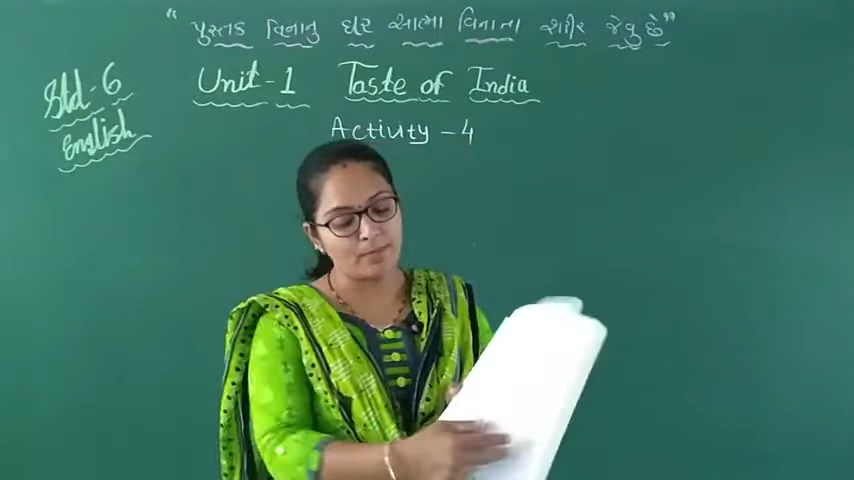 "પુસ્તક વિનાનુ ઘર આત્મા વિનાના શરીર જેવુ છે"
Std-6
English
Unit-1 Taste of India
Activity-4